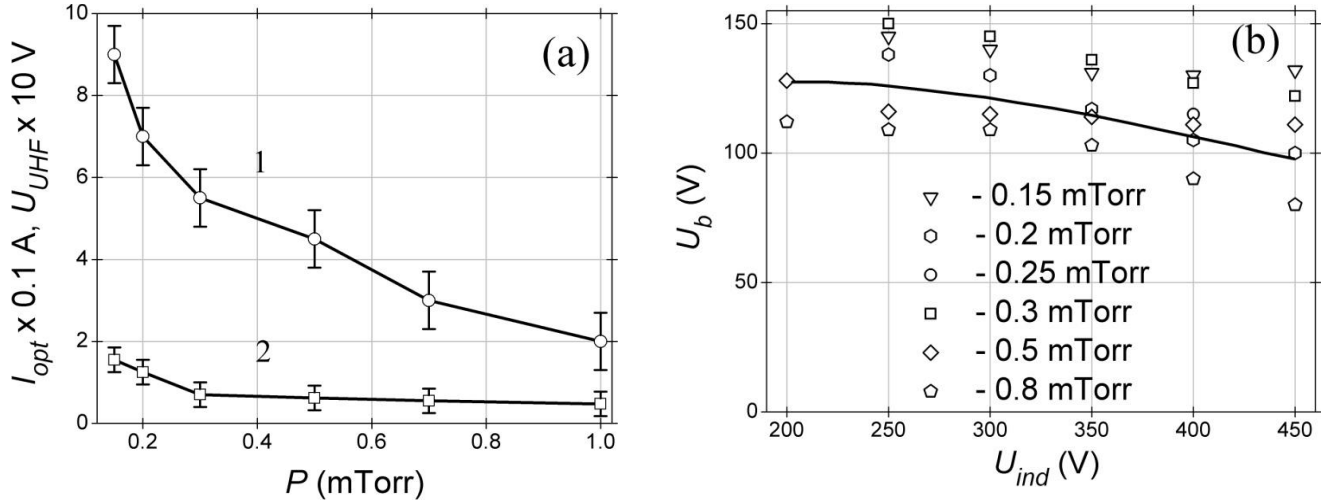 10
8
6
4
2
0
I_opt x 0.1 A, U_UHF x 10 V
(a)
1
2
0.2
0.4
0.6
0.8
1.0
P (mTorr)
150
100
50
0
U_b (V)
(b)
- 0.15 mTorr
- 0.2 mTorr
- 0.25 mTorr
- 0.3 mTorr
- 0.5 mTorr
- 0.8 mTorr
200
250
300
350
400
450
U_ind (V)